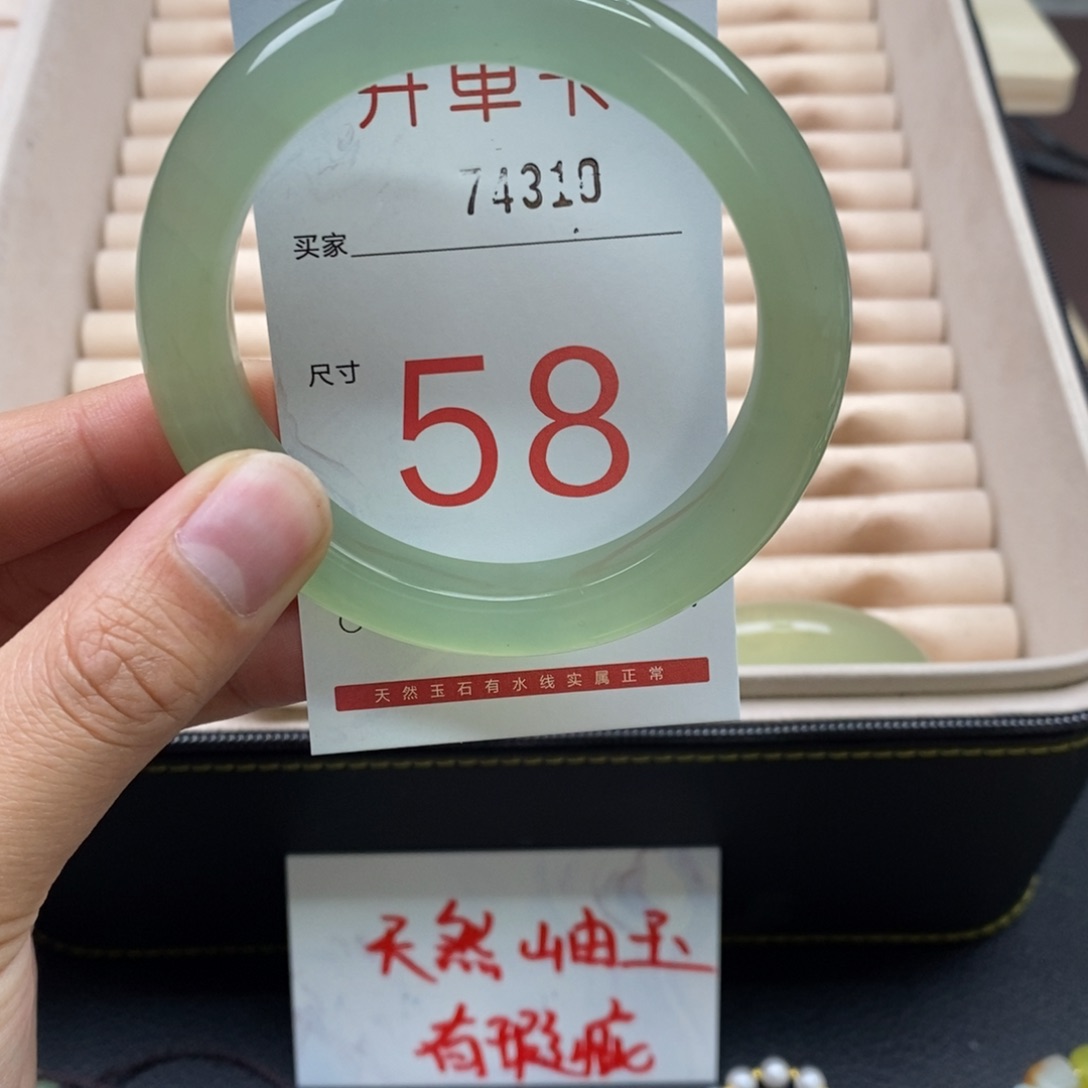 开单卡
74310
买家
尺寸
58
天然玉石有水线实属正常
天然岫玉
有瑕疵